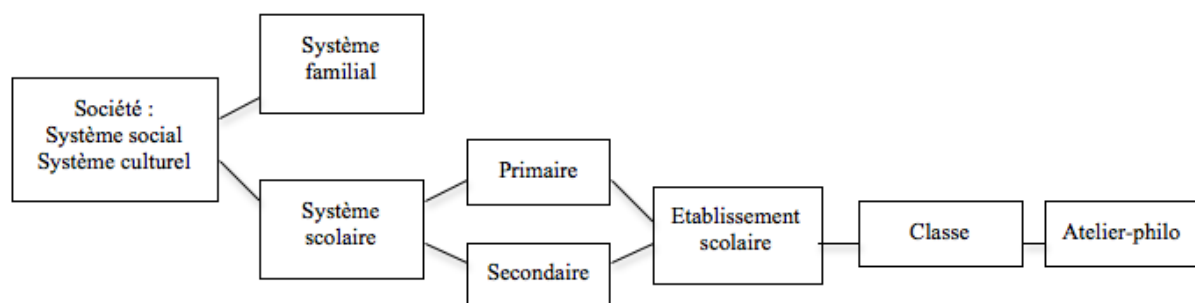 Société :
Système social
Système culturel
Système
familial
Système
scolaire
Primaire
Secondaire
Etablissement
scolaire
Classe
Atelier-philo